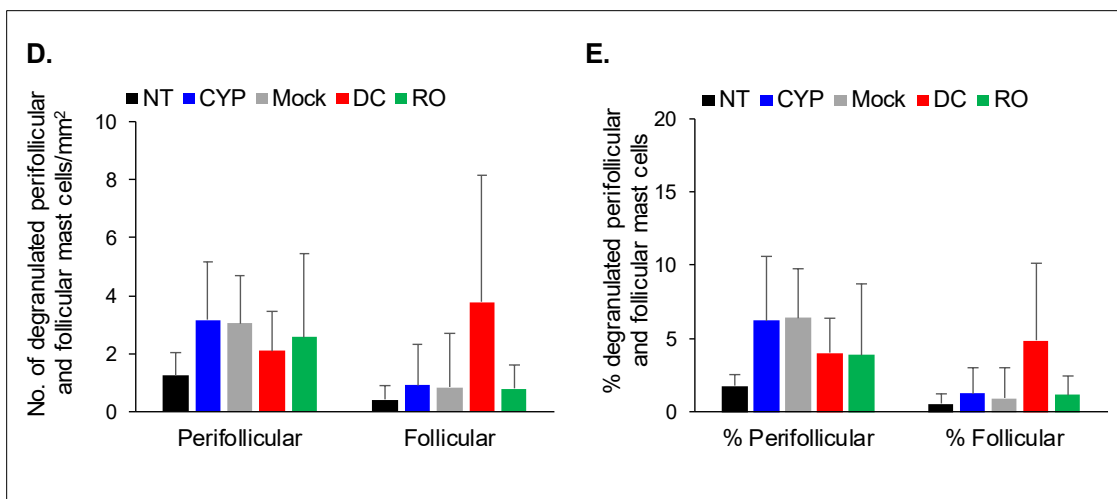 D.
NT CYP Mock DC RO
No. of degranulated perifollicular
and follicular mast cells/mm²
10
8
6
4
2
0
Perifollicular Follicular
E.
NT CYP Mock DC RO
% degranulated perifollicular
and follicular mast cells
20
15
10
5
0
% Perifollicular % Follicular